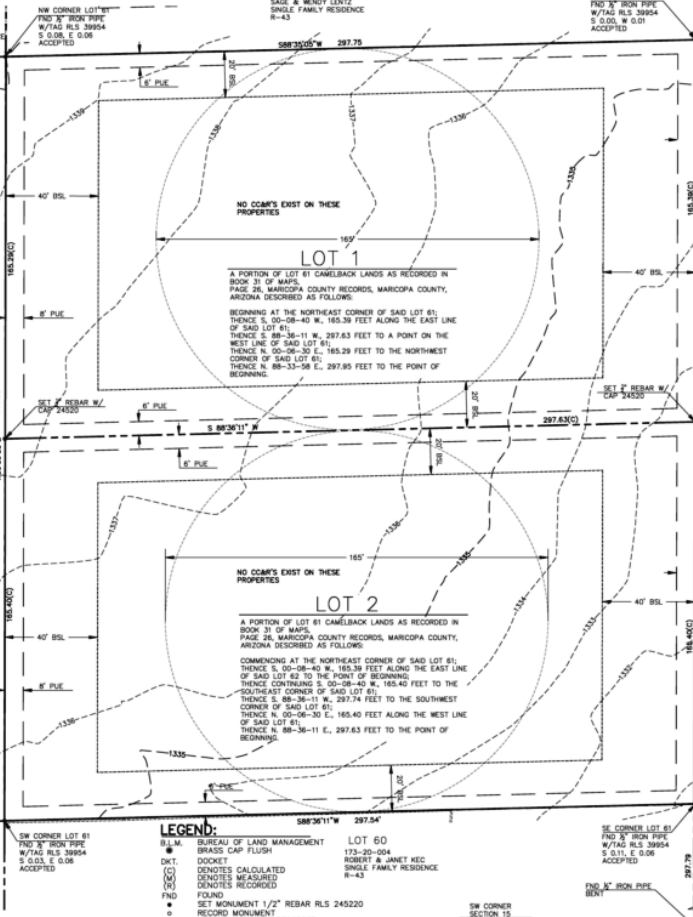 SAGE & WENDY LENTZ
SINGLE FAMILY RESIDENCE
R-43
NW CORNER LOT 61
FND ½" IRON PIPE
W/TAG RLS 39954
S 0.08, E 0.06
ACCEPTED
FND ½" IRON PIPE
W/TAG RLS 39954
S 0.00, W 0.01
ACCEPTED
S88°35'05"W 297.75
20' BSL
6' PUE
1339
1338
1337
1336
1335
40' BSL
165.29(C)
165.39(C)
NO CC&R'S EXIST ON THESE
PROPERTIES
165'
LOT 1
A PORTION OF LOT 61 CAMELBACK LANDS AS RECORDED IN
BOOK 31 OF MAPS,
PAGE 26, MARICOPA COUNTY RECORDS, MARICOPA COUNTY,
ARIZONA DESCRIBED AS FOLLOWS:
BEGINNING AT THE NORTHEAST CORNER OF SAID LOT 61;
THENCE S, 00-08-40 W., 165.39 FEET ALONG THE EAST LINE
OF SAID LOT 61;
THENCE S. 88-36-11 W., 297.63 FEET TO A POINT ON THE
WEST LINE OF SAID LOT 61;
THENCE N. 00-06-30 E., 165.29 FEET TO THE NORTHWEST
CORNER OF SAID LOT 61;
THENCE N. 88-33-58 E., 297.95 FEET TO THE POINT OF
BEGINNING.
40' BSL
8' PUE
SET ½" REBAR W/
CAP 24520
6' PUE
20' BSL
SET ½" REBAR W/
CAP 24520
S 88°36'11" W
297.63(C)
6' PUE
20' BSL
1337
1336
1335
1334
1333
1332
165'
NO CC&R'S EXIST ON THESE
PROPERTIES
LOT 2
A PORTION OF LOT 61 CAMELBACK LANDS AS RECORDED IN
BOOK 31 OF MAPS,
PAGE 26, MARICOPA COUNTY RECORDS, MARICOPA COUNTY,
ARIZONA DESCRIBED AS FOLLOWS:
COMMENCING AT THE NORTHEAST CORNER OF SAID LOT 61;
THENCE S, 00-08-40 W., 165.39 FEET ALONG THE EAST LINE
OF SAID LOT 62 TO THE POINT OF BEGINNING;
THENCE CONTINUING S. 00-08-40 W., 165.40 FEET TO THE
SOUTHEAST CORNER OF SAID LOT 61;
THENCE S. 88-36-11 W., 297.74 FEET TO THE SOUTHWEST
CORNER OF SAID LOT 61;
THENCE N. 00-06-30 E., 165.40 FEET ALONG THE WEST LINE
OF SAID LOT 61;
THENCE N. 88-36-11 E., 297.63 FEET TO THE POINT OF
BEGINNING.
165.40(C)
40' BSL
40' BSL
165.40(C)
8' PUE
1336
1335
6' PUE
20' BSL
S88°36'11"W 297.54'
SW CORNER LOT 61
FND ½" IRON PIPE
W/TAG RLS 39954
S 0.03, E 0.06
ACCEPTED
LEGEND:
B.L.M. BUREAU OF LAND MANAGEMENT
BRASS CAP FLUSH
DKT. DOCKET
(C) DENOTES CALCULATED
(M) DENOTES MEASURED
(R) DENOTES RECORDED
FND FOUND
SET MONUMENT 1/2" REBAR RLS 245220
RECORD MONUMENT
LOT 60
173-20-004
ROBERT & JANET KEC
SINGLE FAMILY RESIDENCE
R-43
SE CORNER LOT 61
FND ½" IRON PIPE
W/TAG RLS 39954
S 0.11, E 0.06
ACCEPTED
297.79
FND ½" IRON PIPE
BENT
SW CORNER
SECTION 15